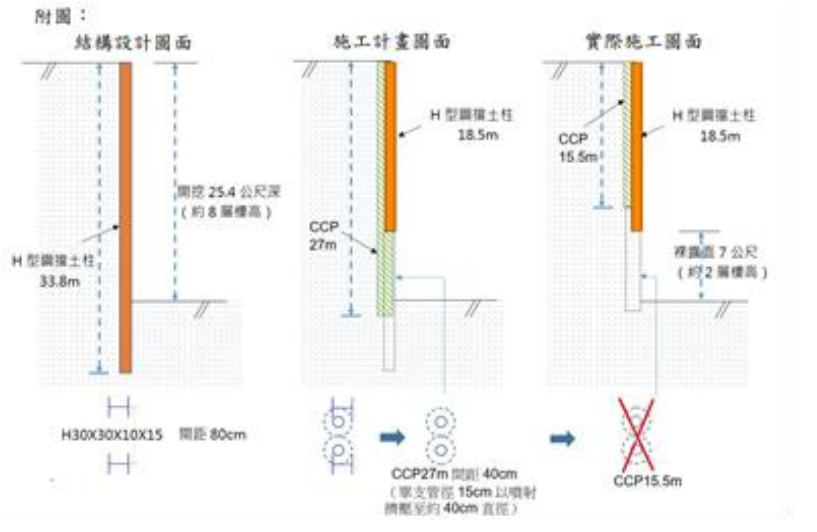 附圖：
結構設計圖面
施工計畫圖面
實際施工圖面
開挖 25.4 公尺深
（約 8 層樓高）
H 型鋼擋土柱
33.8m
H30X30X10X15 間距 80cm
H 型鋼擋土柱
18.5m
CCP
27m
CCP27m 間距 40cm
（單支管徑 15cm 以噴射
擠壓至約 40cm 直徑）
CCP
15.5m
H 型鋼擋土柱
18.5m
裸露面 7 公尺
（約 2 層樓高）
CCP15.5m